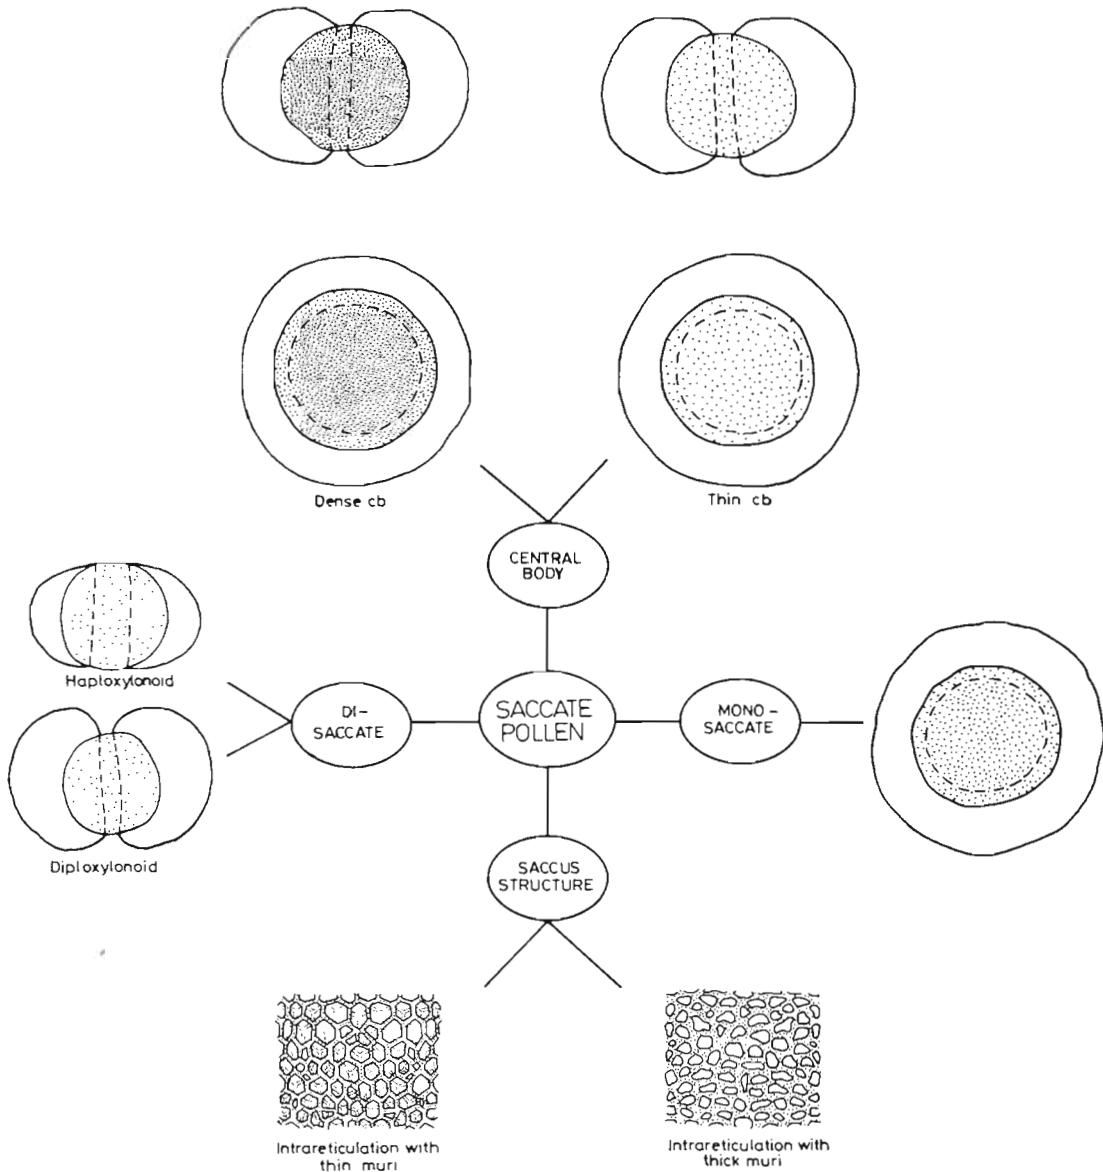 Dense cb
Thin cb
CENTRAL
BODY
Haploxylonoid
DI-
SACCATE
SACCATE
POLLEN
MONO-
SACCATE
Diploxylonoid
SACCUS
STRUCTURE
Intrareticulation with
thin muri
Intrareticulation with
thick muri